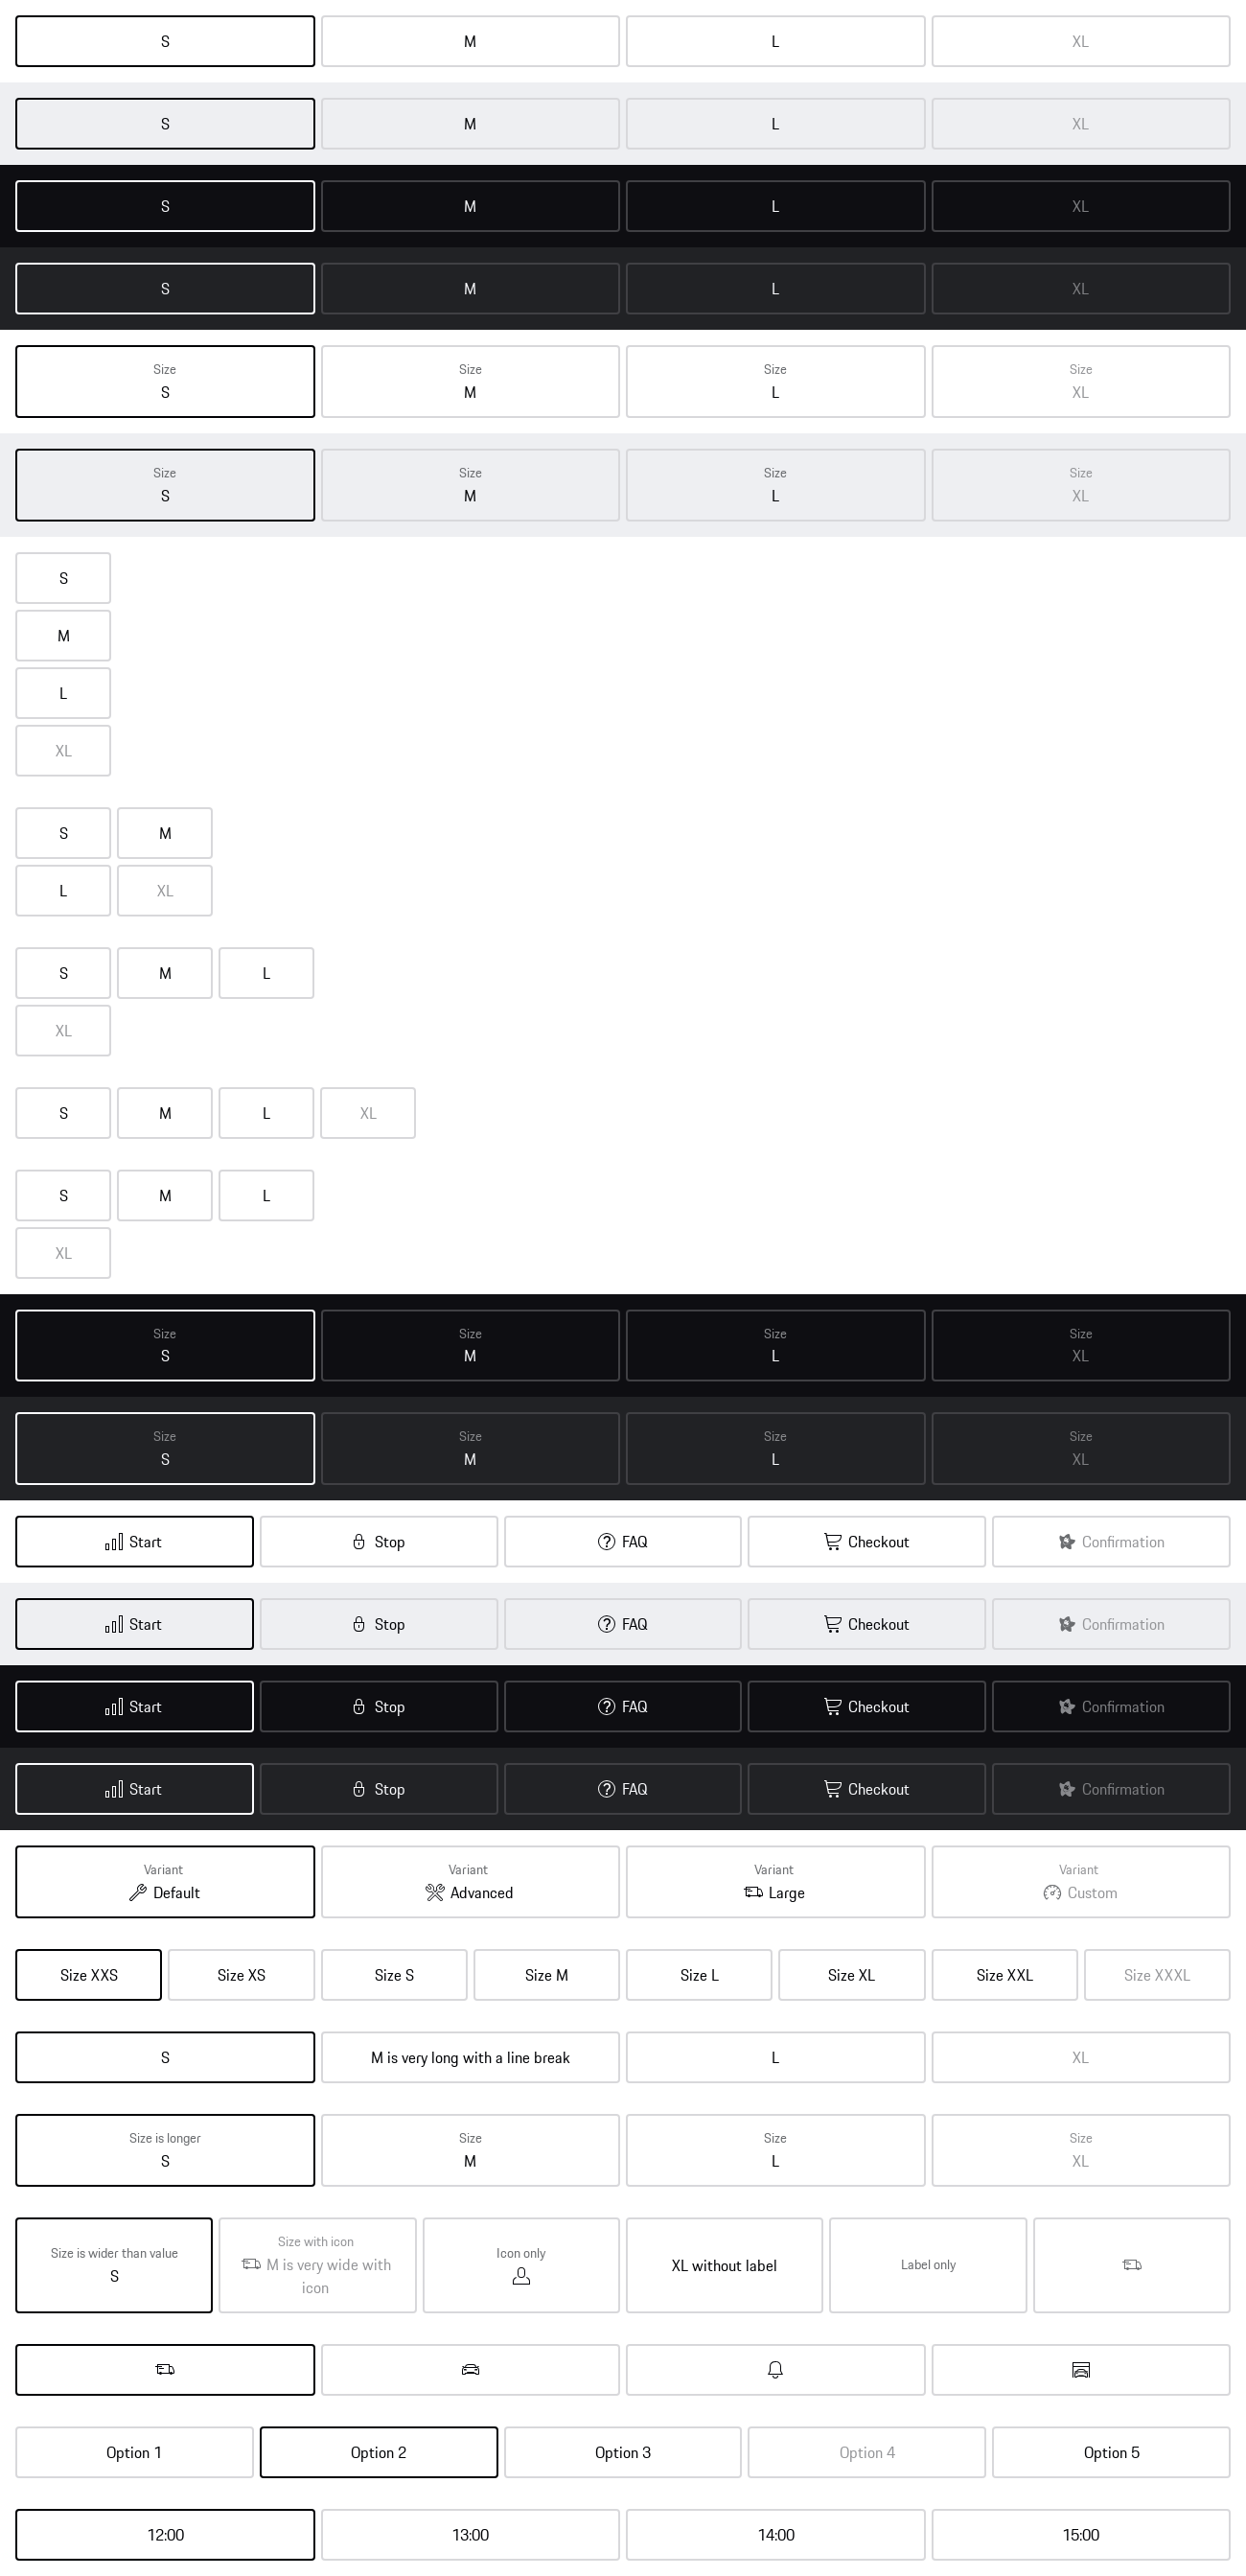 S M L XL
S M L XL
S M L XL
S M L XL
Size Size Size Size
S M L XL
Size Size Size Size
S M L XL
S
M
L
XL
S M
L XL
S M L
XL
S M L XL
S M L
XL
Size Size Size Size
S M L XL
Size Size Size Size
S M L XL
Start Stop FAQ Checkout Confirmation
Start Stop FAQ Checkout Confirmation
Start Stop FAQ Checkout Confirmation
Start Stop FAQ Checkout Confirmation
Variant Variant Variant Variant
Default Advanced Large Custom
Size XXS Size XS Size S Size M Size L Size XL Size XXL Size XXXL
S M is very long with a line break L XL
Size is longer Size Size Size
S M L XL
Size is wider than value
S
Size with icon
M is very wide with
icon
Icon only
XL without label
Label only
Option 1 Option 2 Option 3 Option 4 Option 5
12:00 13:00 14:00 15:00